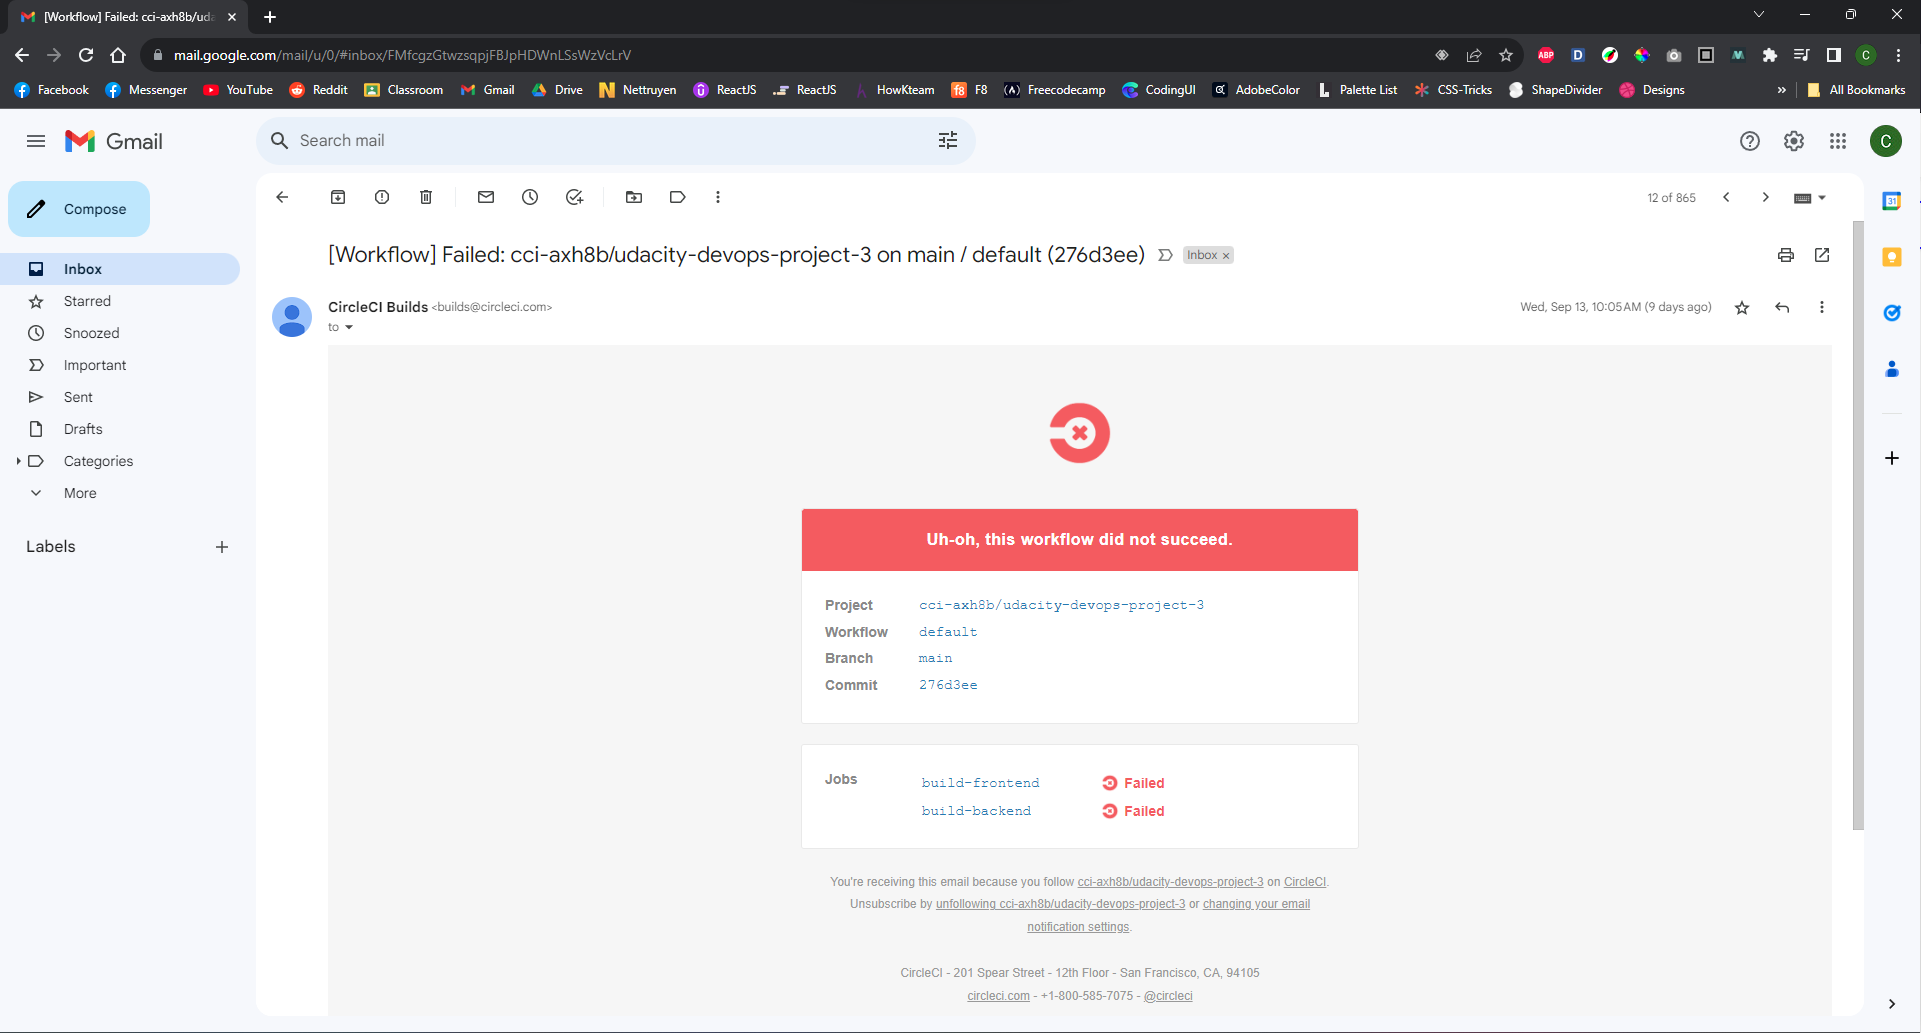 [Workflow] Failed: cci-axh8b/uda
mail.google.com/mail/u/0/#inbox/FMfcgzGtwzsqpjFBJpHDWnLSsWzVcLrV
ABP D C
Facebook Messenger YouTube Reddit Classroom Gmail Drive Nettruyen ReactJS ReactJS HowKteam F8 Freecodecamp CodingUI AdobeColor Palette List CSS-Tricks ShapeDivider Designs » All Bookmarks
Gmail
Search mail
C
Compose
12 of 865
31
Inbox
Starred
Snoozed
Important
Sent
Drafts
Categories
More
Labels
[Workflow] Failed: cci-axh8b/udacity-devops-project-3 on main / default (276d3ee) Inbox ×
CircleCI Builds <builds@circleci.com>
Wed, Sep 13, 10:05 AM (9 days ago)
to
Uh-oh, this workflow did not succeed.
Project cci-axh8b/udacity-devops-project-3
Workflow default
Branch main
Commit 276d3ee
Jobs build-frontend Failed
build-backend Failed
You're receiving this email because you follow cci-axh8b/udacity-devops-project-3 on CircleCI.
Unsubscribe by unfollowing cci-axh8b/udacity-devops-project-3 or changing your email
notification settings.
CircleCI - 201 Spear Street - 12th Floor - San Francisco, CA, 94105
circleci.com - +1-800-585-7075 - @circleci